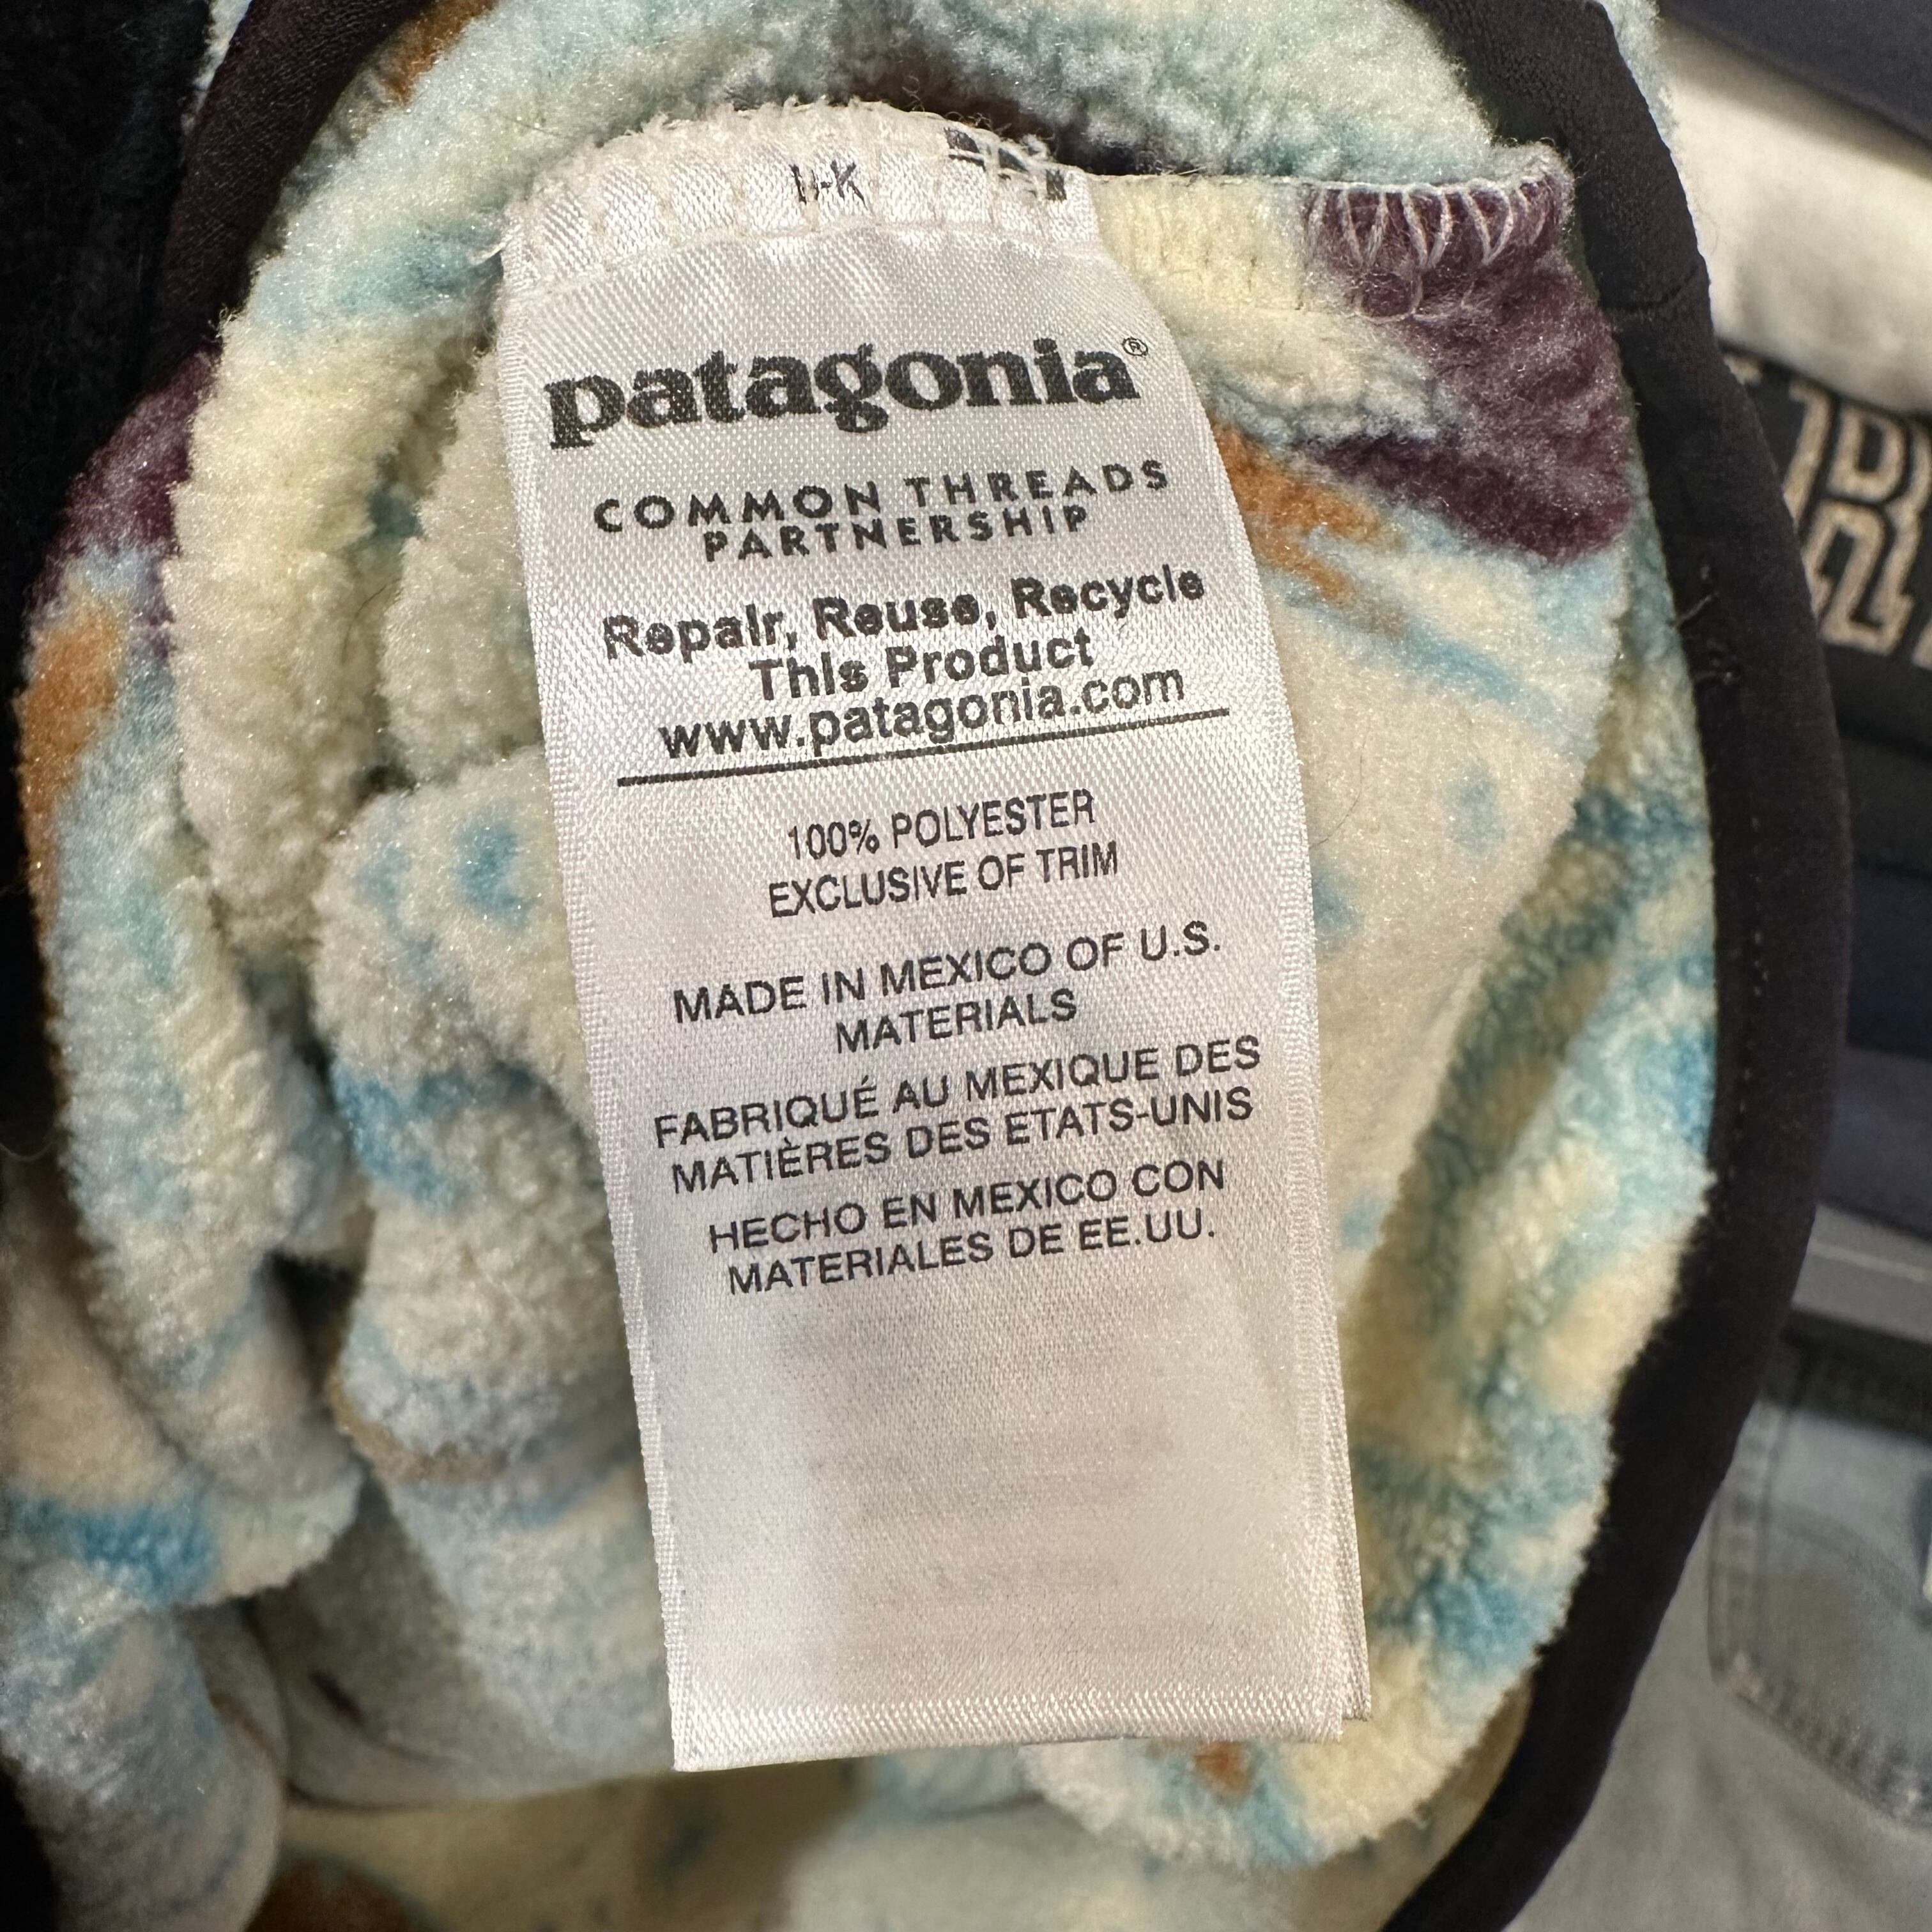 patagonia®
COMMON THREADS
PARTNERSHIP
Repair, Reuse, Recycle
This Product
www.patagonia.com
100% POLYESTER
EXCLUSIVE OF TRIM
MADE IN MEXICO OF U.S.
MATERIALS
FABRIQUÉ AU MEXIQUE DES
MATIÈRES DES ETATS-UNIS
HECHO EN MEXICO CON
MATERIALES DE EE.UU.